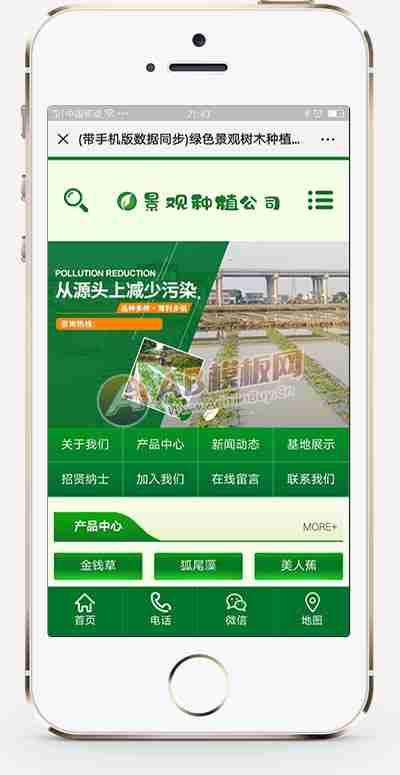 中国移动
21:43
(带手机版数据同步)绿色景观树木种植...
景观种植公司
POLLUTION REDUCTION
从源头上减少污染.
咨询热线：
AB模板网
关于我们 产品中心 新闻动态 基地展示
招贤纳士 加入我们 在线留言 联系我们
产品中心 MORE+
金钱草 狐尾藻 美人蕉
首页 电话 微信 地图